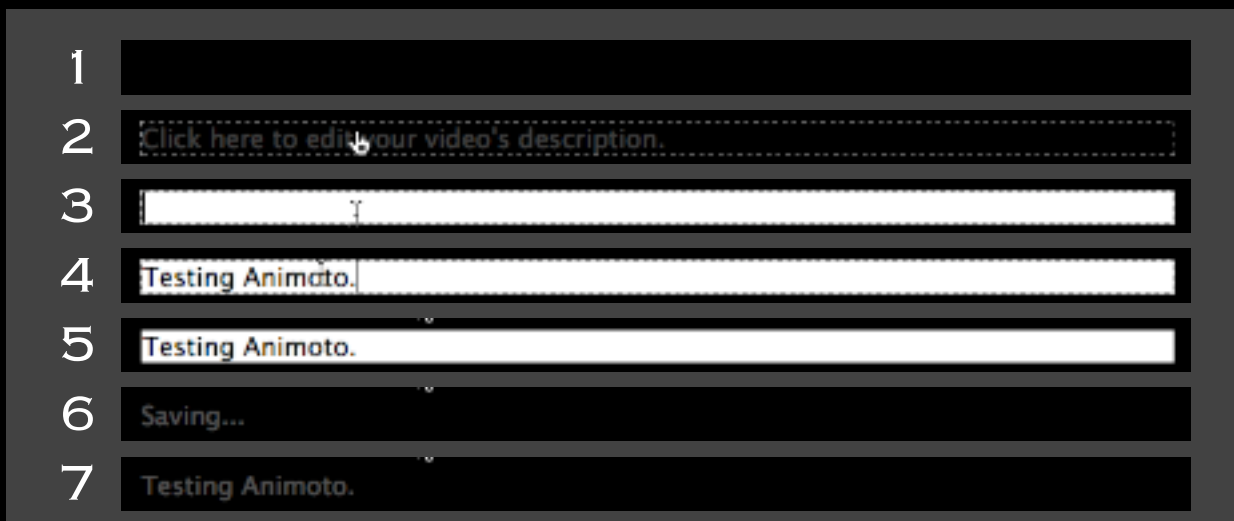 1
2 Click here to edit your video's description.
3
4 Testing Animoto.
5 Testing Animoto.
6 Saving...
7 Testing Animoto.